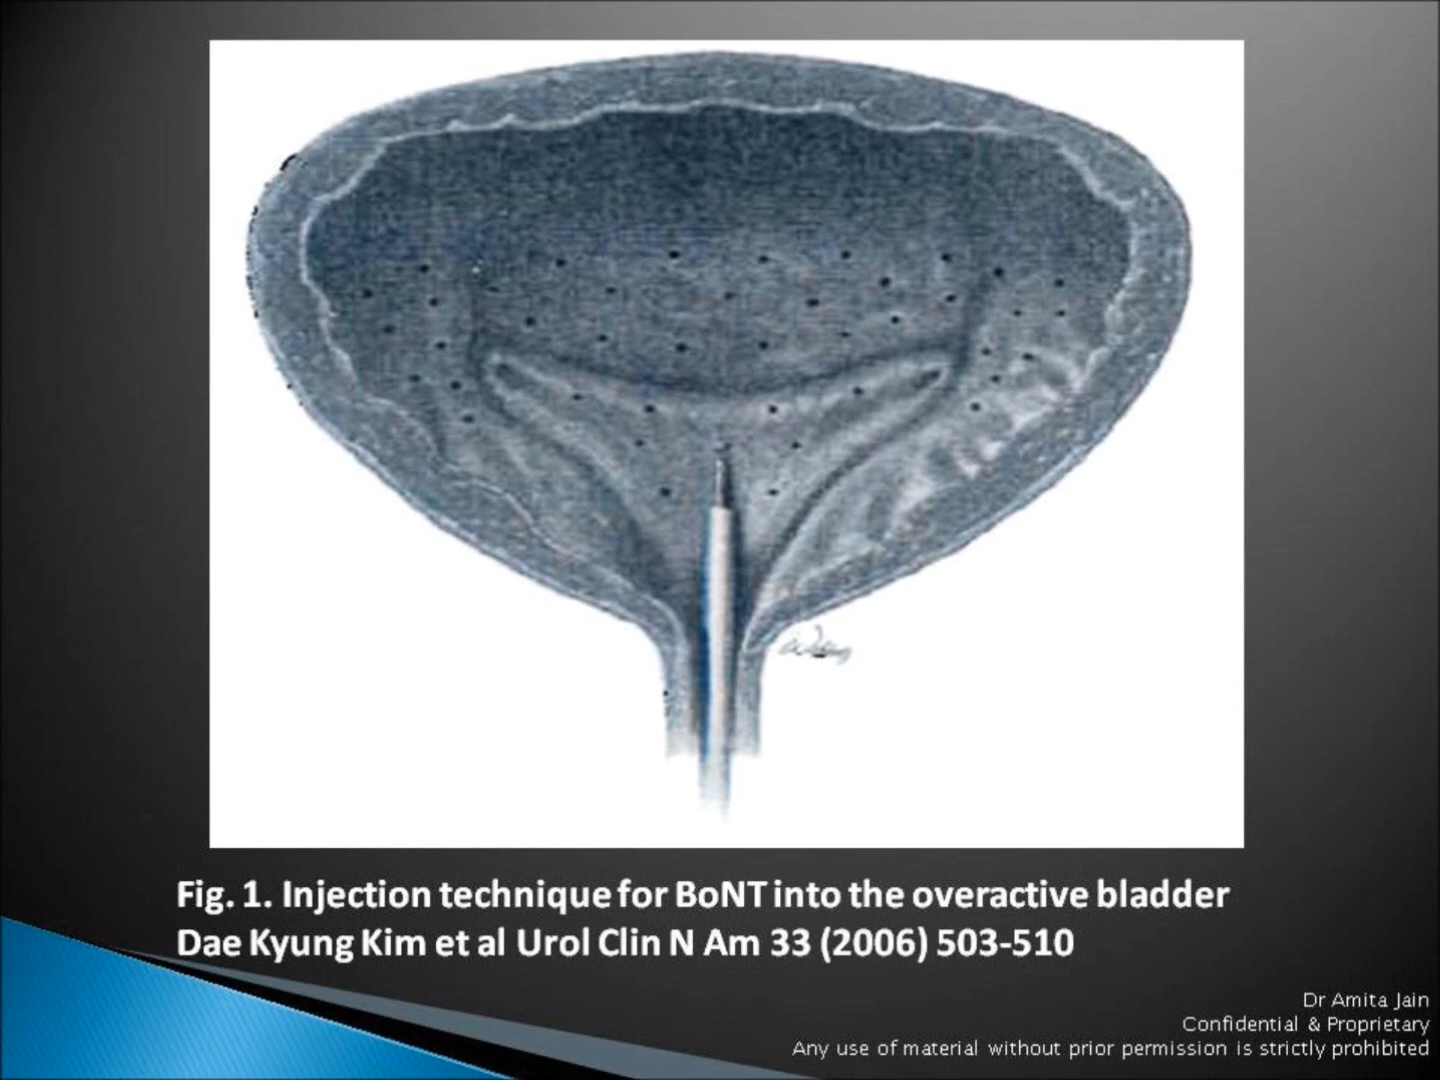 Fig. 1. Injection technique for BoNT into the overactive bladder
Dae Kyung Kim et al Urol Clin N Am 33 (2006) 503-510
Dr Amita Jain
Confidential & Proprietary
Any use of material without prior permission is strictly prohibited